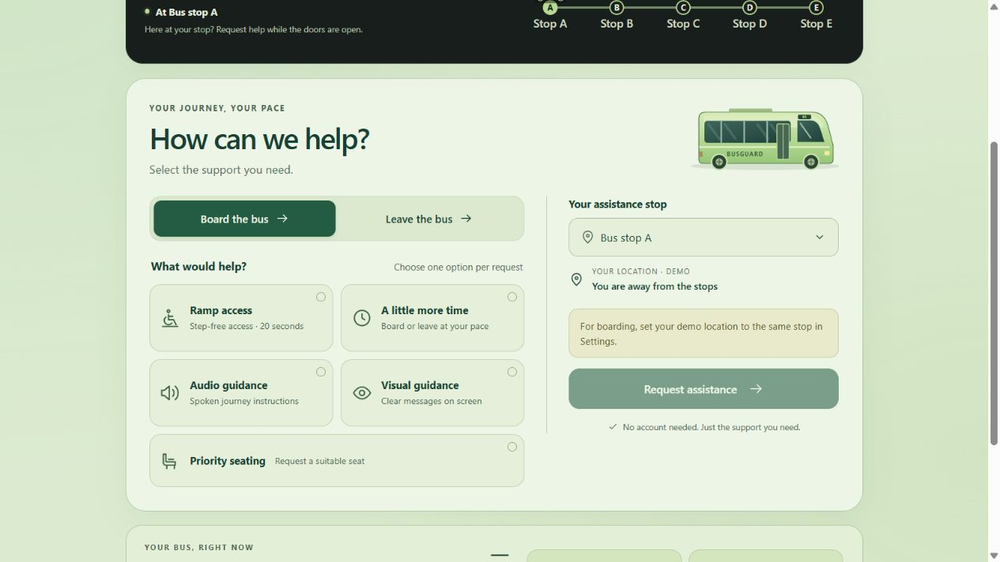 At Bus stop A
Here at your stop? Request help while the doors are open.
A B C D E
Stop A Stop B Stop C Stop D Stop E
YOUR JOURNEY, YOUR PACE
How can we help?
Select the support you need.
BUSGUARD
Board the bus →
Leave the bus →
What would help?
Choose one option per request
Ramp access
Step-free access · 20 seconds
A little more time
Board or leave at your pace
Audio guidance
Spoken journey instructions
Visual guidance
Clear messages on screen
Priority seating Request a suitable seat
Your assistance stop
Bus stop A
YOUR LOCATION · DEMO
You are away from the stops
For boarding, set your demo location to the same stop in
Settings.
Request assistance →
No account needed. Just the support you need.
YOUR BUS, RIGHT NOW